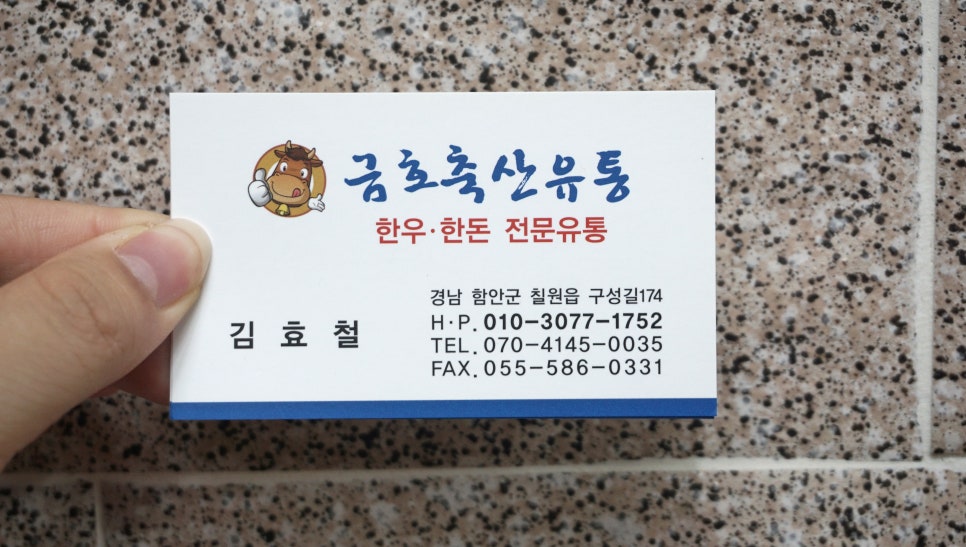 금호축산유통
한우·한돈 전문유통
김 효 철
경남 함안군 칠원읍 구성길174
H·P. 010-3077-1752
TEL. 070-4145-0035
FAX. 055-586-0331